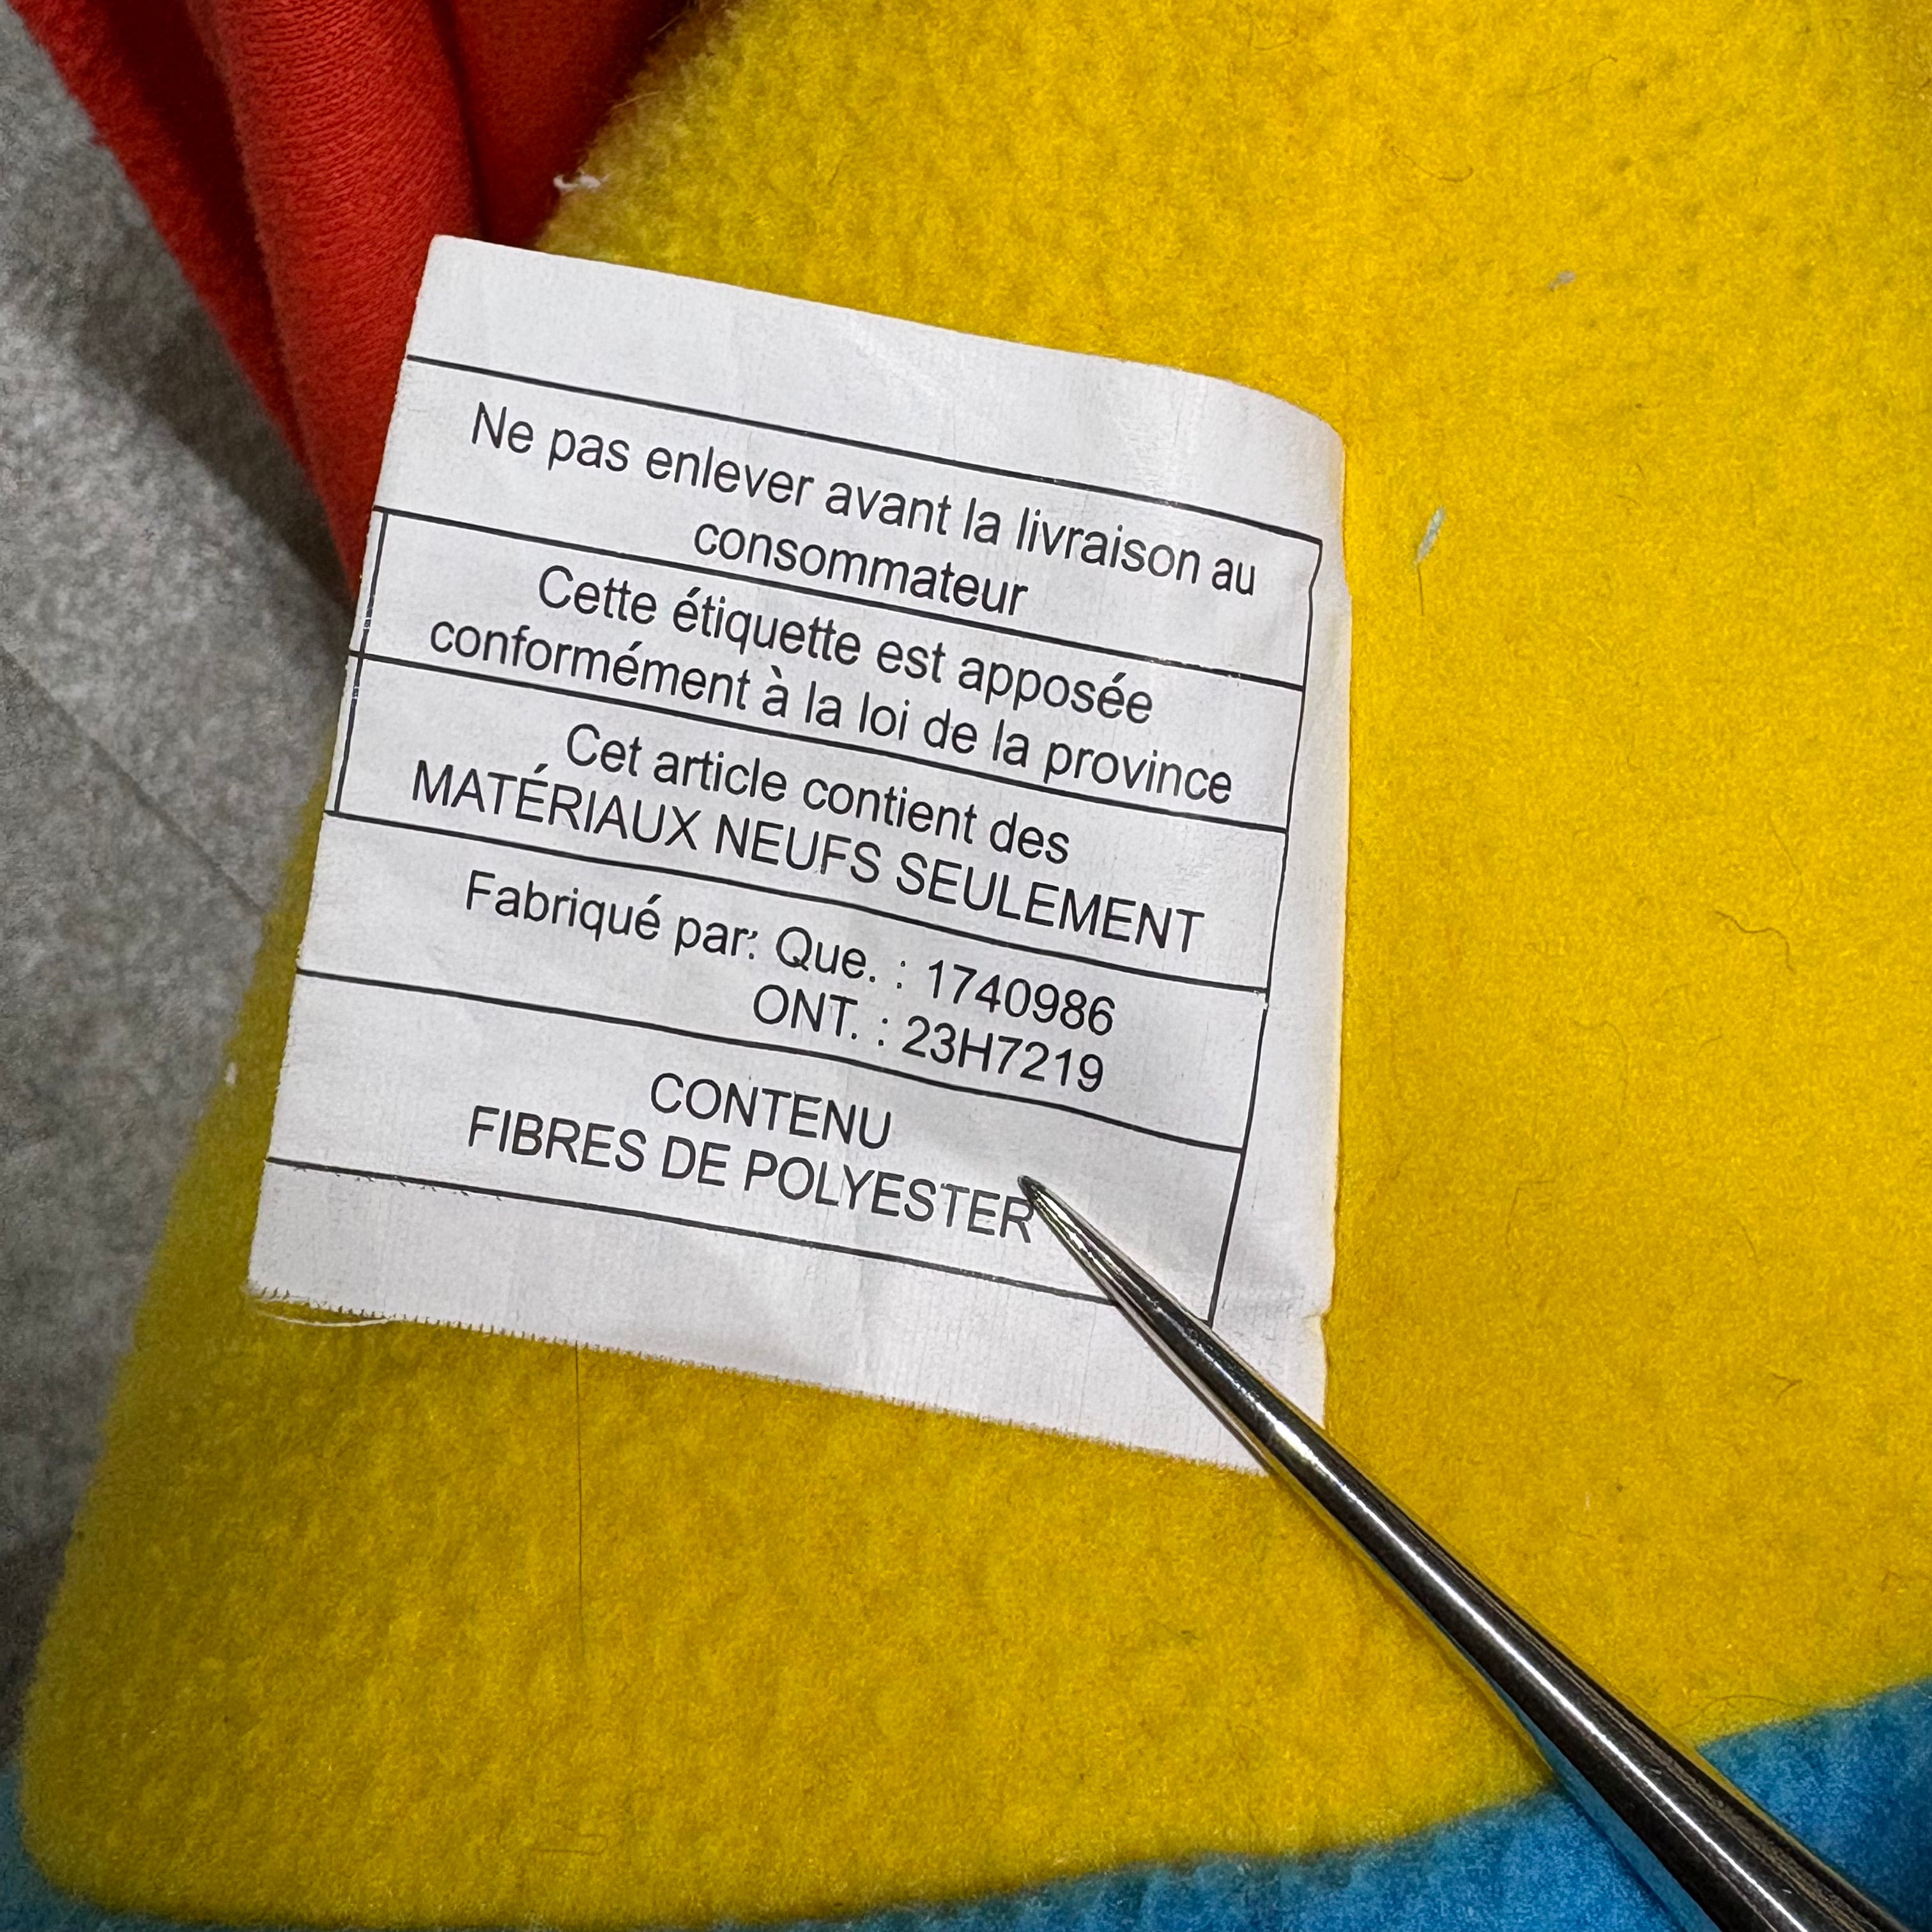 Ne pas enlever avant la livraison au
consommateur
Cette étiquette est apposée
conformément à la loi de la province
Cet article contient des
MATÉRIAUX NEUFS SEULEMENT
Fabriqué par: Que. : 1740986
ONT. : 23H7219
CONTENU
FIBRES DE POLYESTER